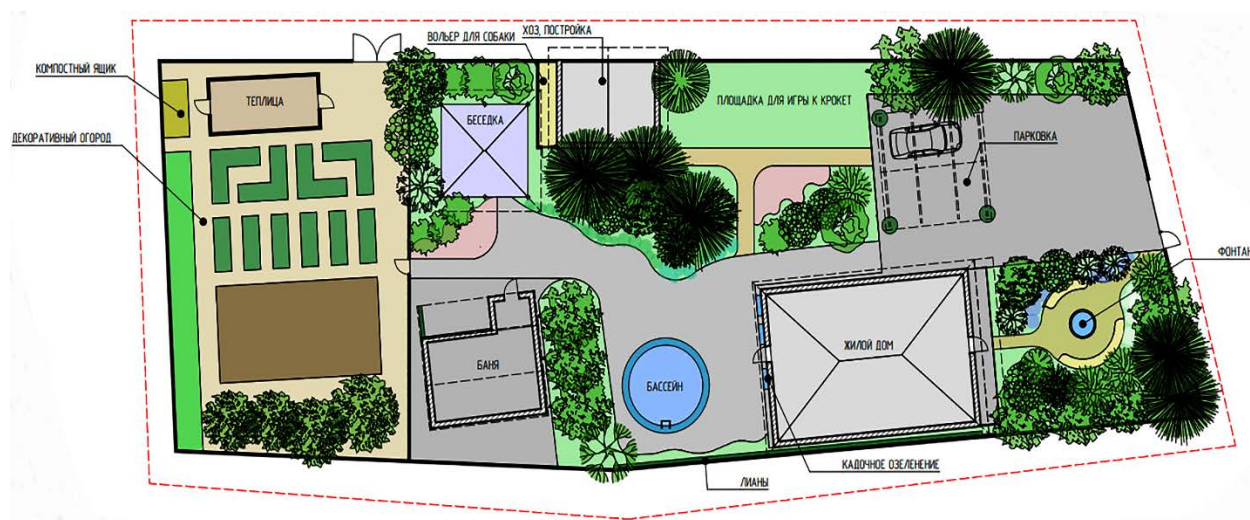 ХОЗ. ПОСТРОЙКА
ВОЛЬЕР ДЛЯ СОБАКИ
КОМПОСТНЫЙ ЯЩИК
ТЕПЛИЦА
ПЛОЩАДКА ДЛЯ ИГРЫ К КРОКЕТ
БЕСЕДКА
ДЕКОРАТИВНЫЙ ОГОРОД
ПАРКОВКА
ФОНТАН
ЖИЛОЙ ДОМ
БАНЯ
БАССЕЙН
КАДОЧНОЕ ОЗЕЛЕНЕНИЕ
ЛИАНЫ